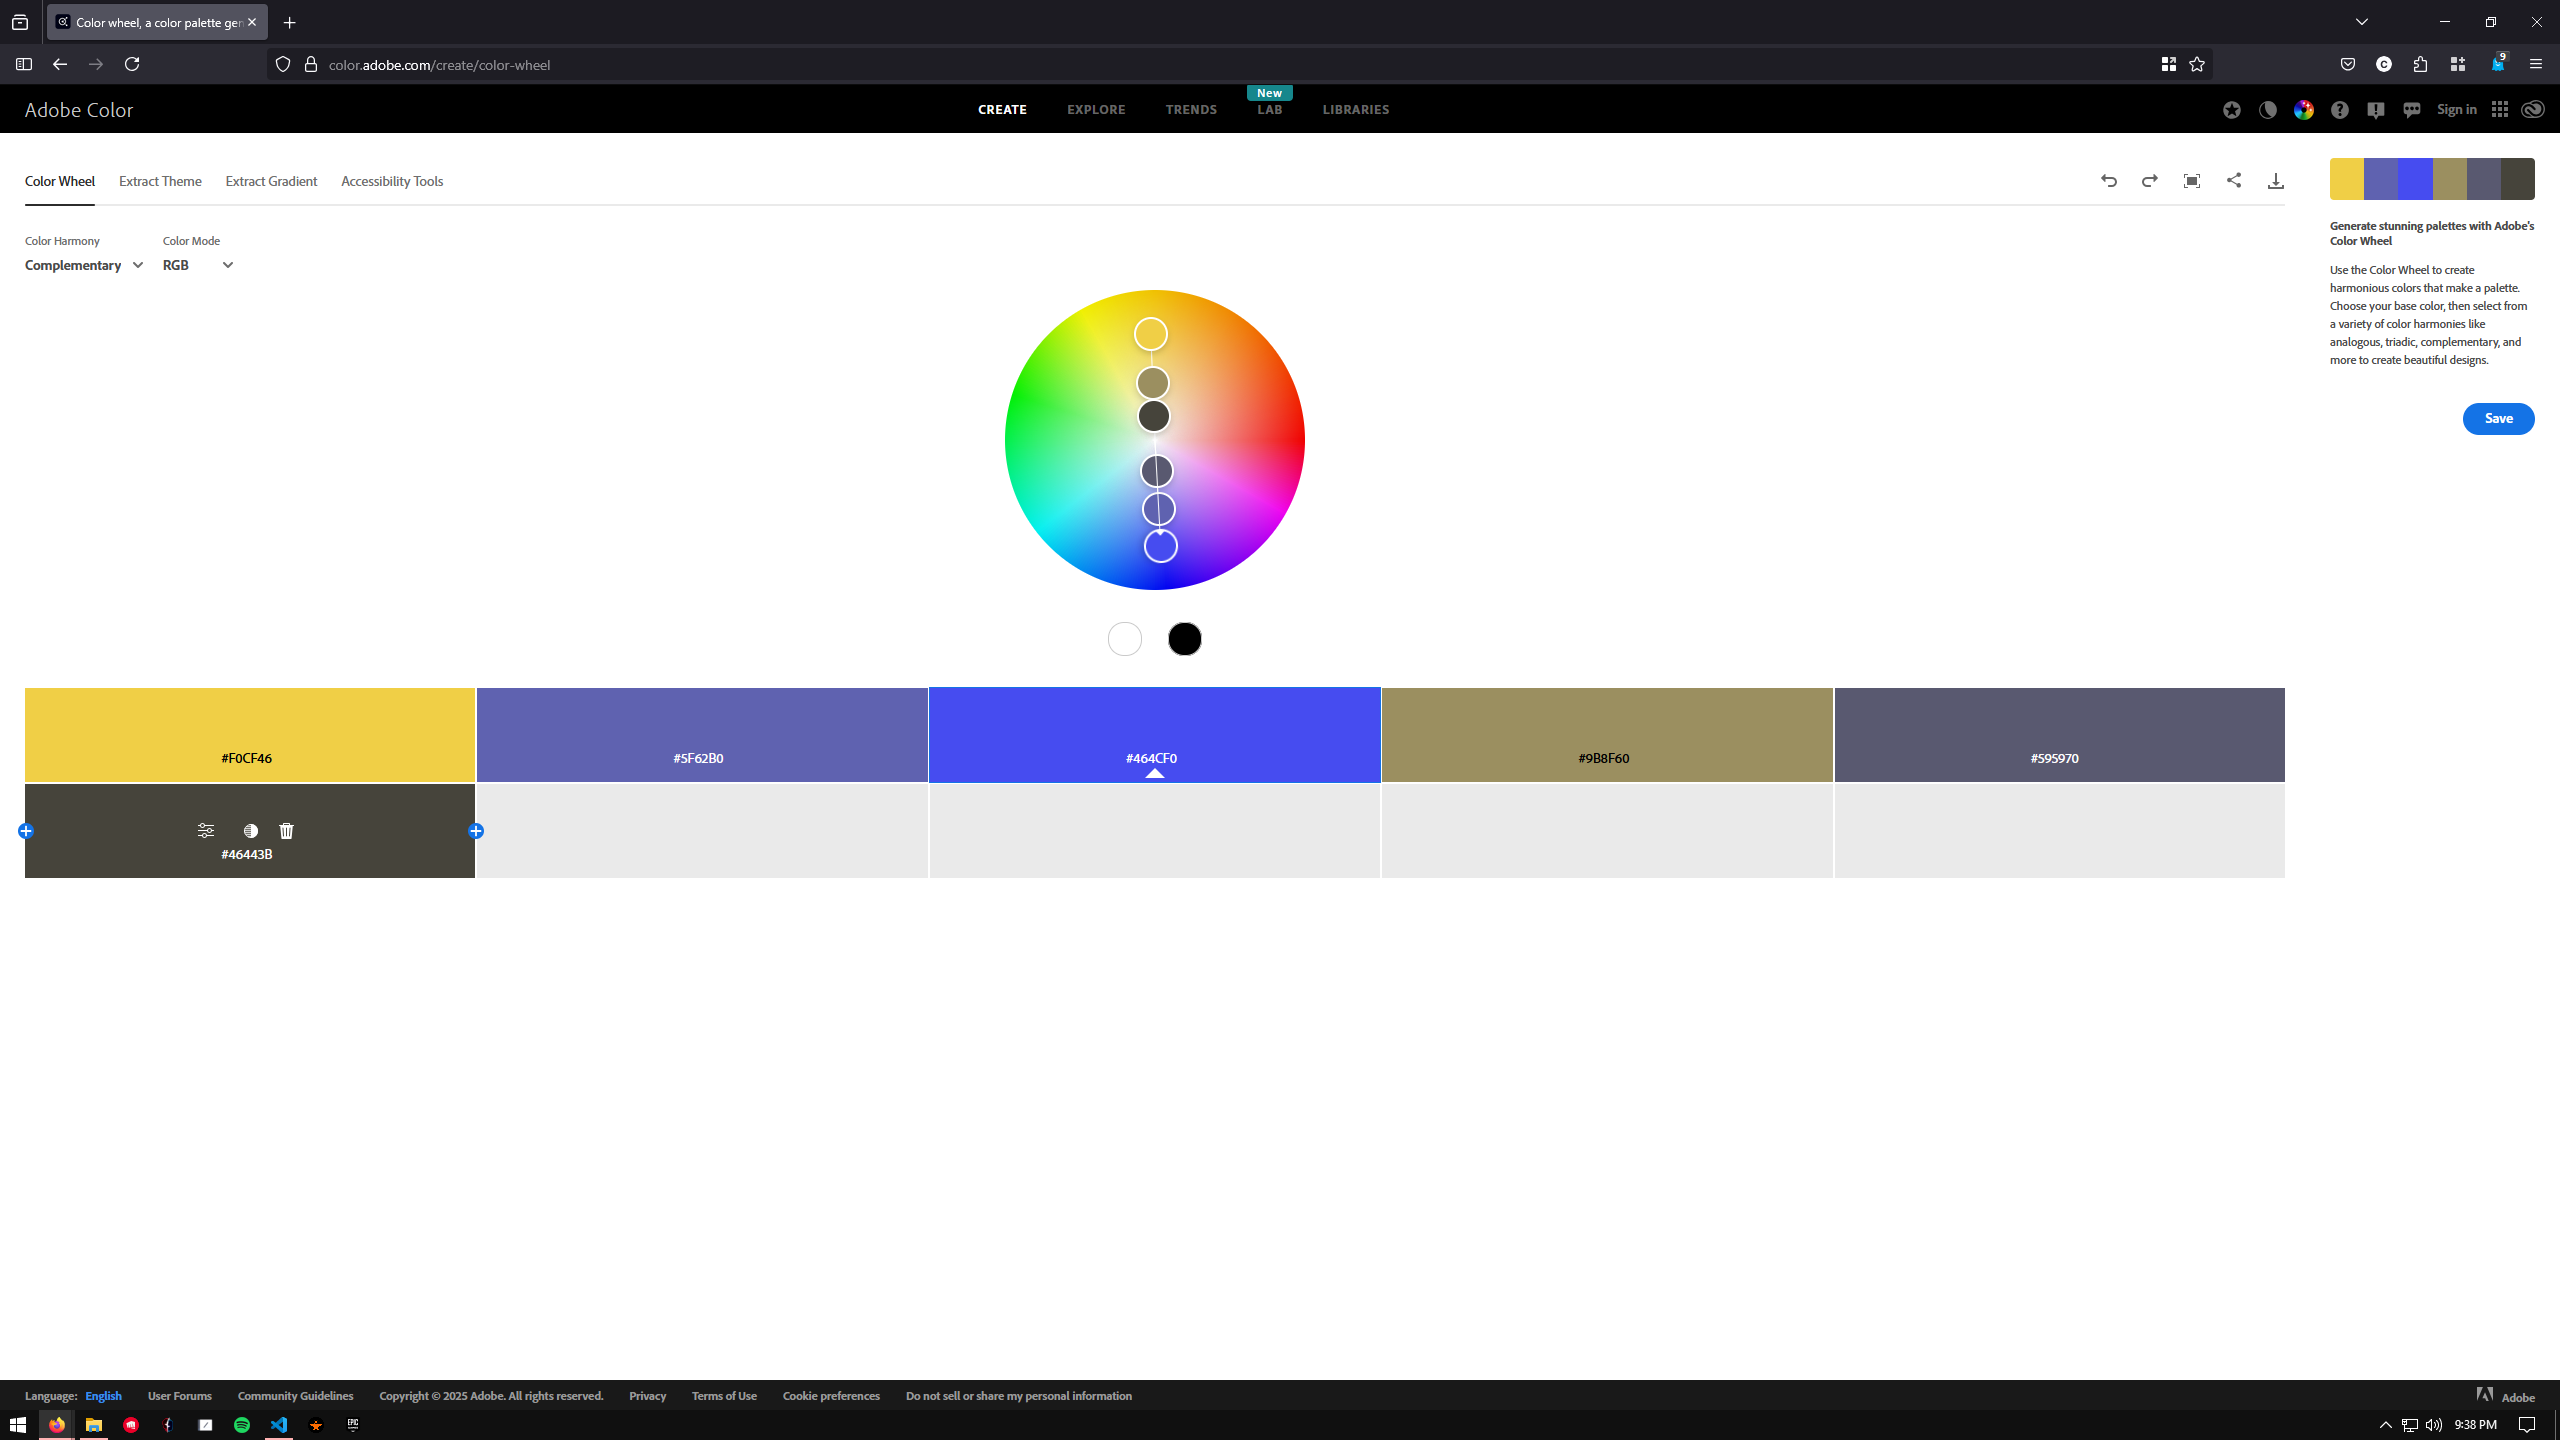 Color wheel, a color palette gen
color.adobe.com/create/color-wheel
9
Adobe Color
CREATE
EXPLORE
TRENDS
New
LAB
LIBRARIES
Sign in
Color Wheel
Extract Theme
Extract Gradient
Accessibility Tools
Color Harmony
Complementary
Color Mode
RGB
Generate stunning palettes with Adobe's
Color Wheel
Use the Color Wheel to create
harmonious colors that make a palette.
Choose your base color, then select from
a variety of color harmonies like
analogous, triadic, complementary, and
more to create beautiful designs.
Save
#F0CF46
#5F62B0
#464CF0
#9B8F60
#595970
#46443B
Language: English
User Forums
Community Guidelines
Copyright © 2025 Adobe. All rights reserved.
Privacy
Terms of Use
Cookie preferences
Do not sell or share my personal information
Adobe
EPIC
9:38 PM